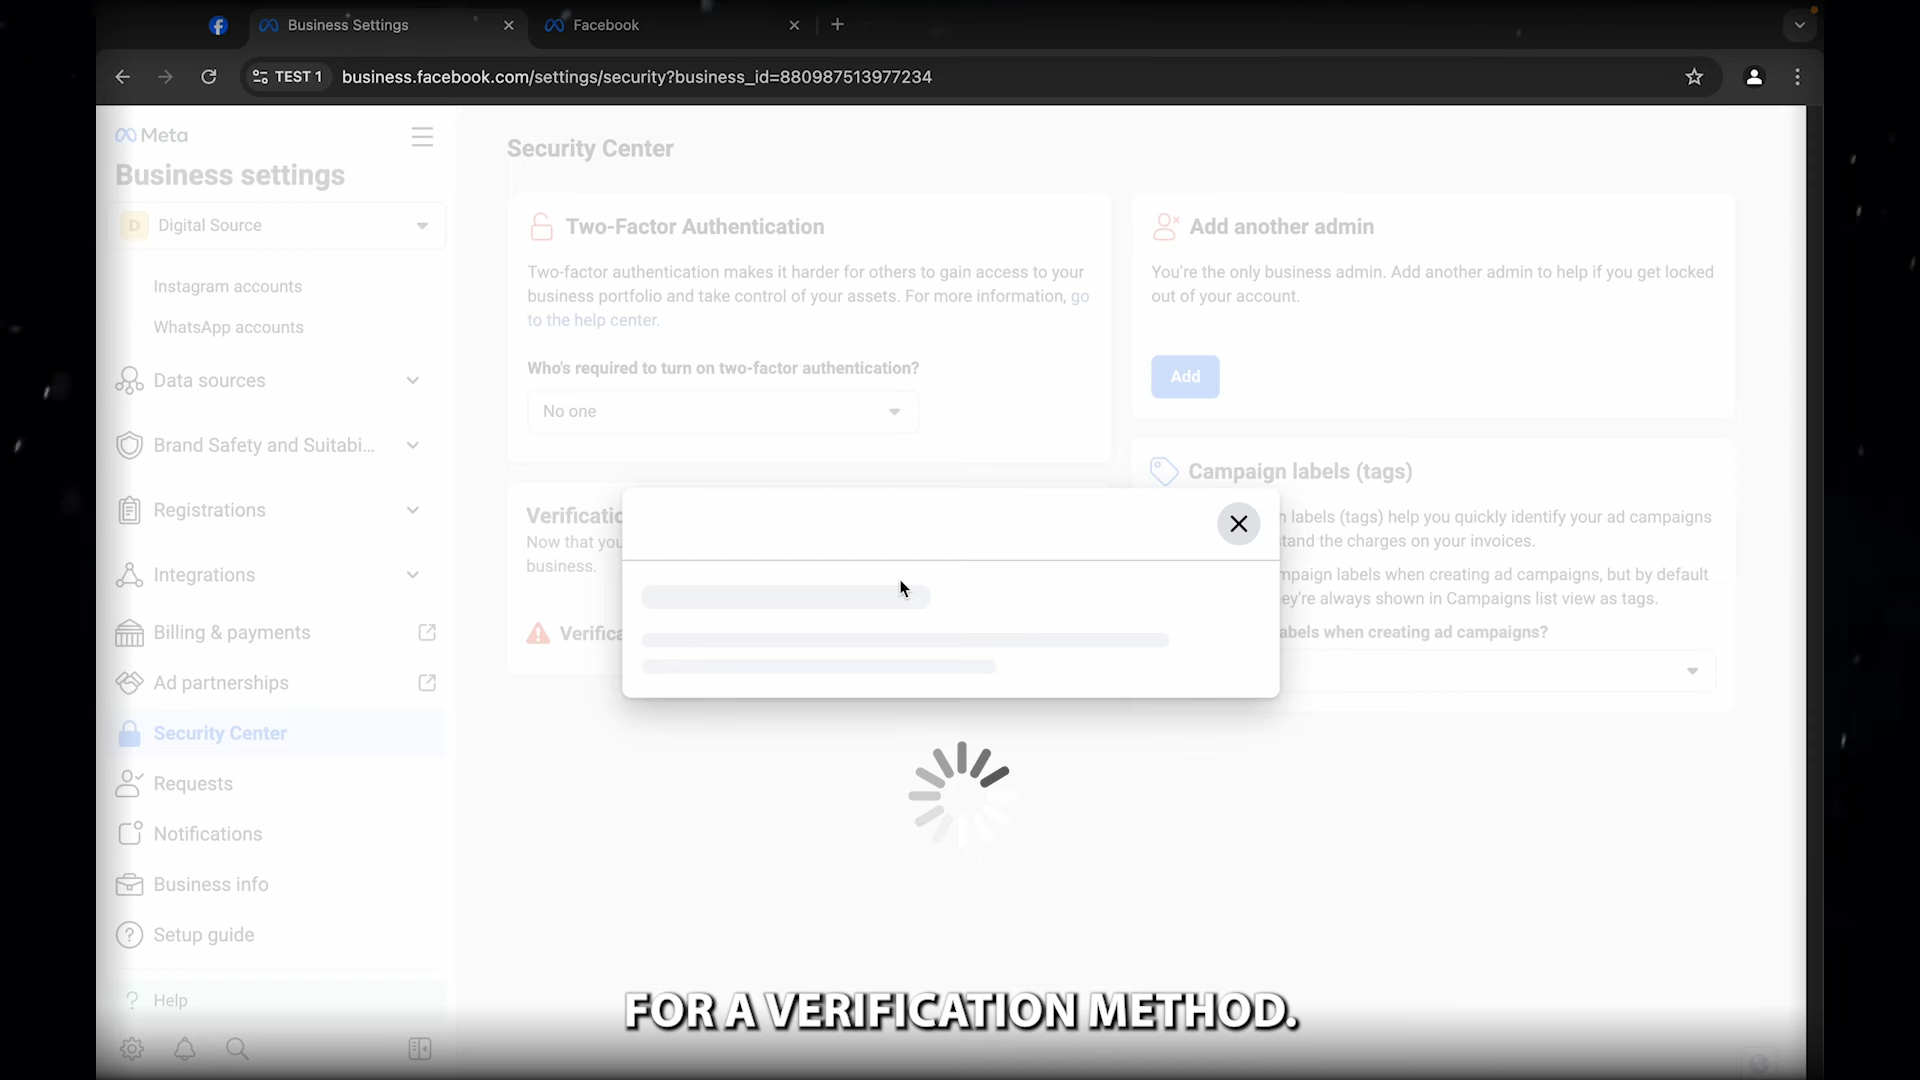 Business Settings
Facebook
TEST 1
business.facebook.com/settings/security?business_id=880987513977234
Meta
Business settings
D
Digital Source
Instagram accounts
WhatsApp accounts
Data sources
Brand Safety and Suitabi...
Registrations
Integrations
Billing & payments
Ad partnerships
Security Center
Requests
Notifications
Business info
Setup guide
Help
Security Center
Two-Factor Authentication
Two-factor authentication makes it harder for others to gain access to your
business portfolio and take control of your assets. For more information, go
to the help center.
Who's required to turn on two-factor authentication?
No one
Now that you
business.
Add another admin
You're the only business admin. Add another admin to help if you get locked
out of your account.
Add
Campaign labels (tags)
labels (tags) help you quickly identify your ad campaigns
the charges on your invoices.
labels when creating ad campaigns, but by default
always shown in Campaigns list view as tags.
when creating ad campaigns?
FOR A VERIFICATION METHOD.